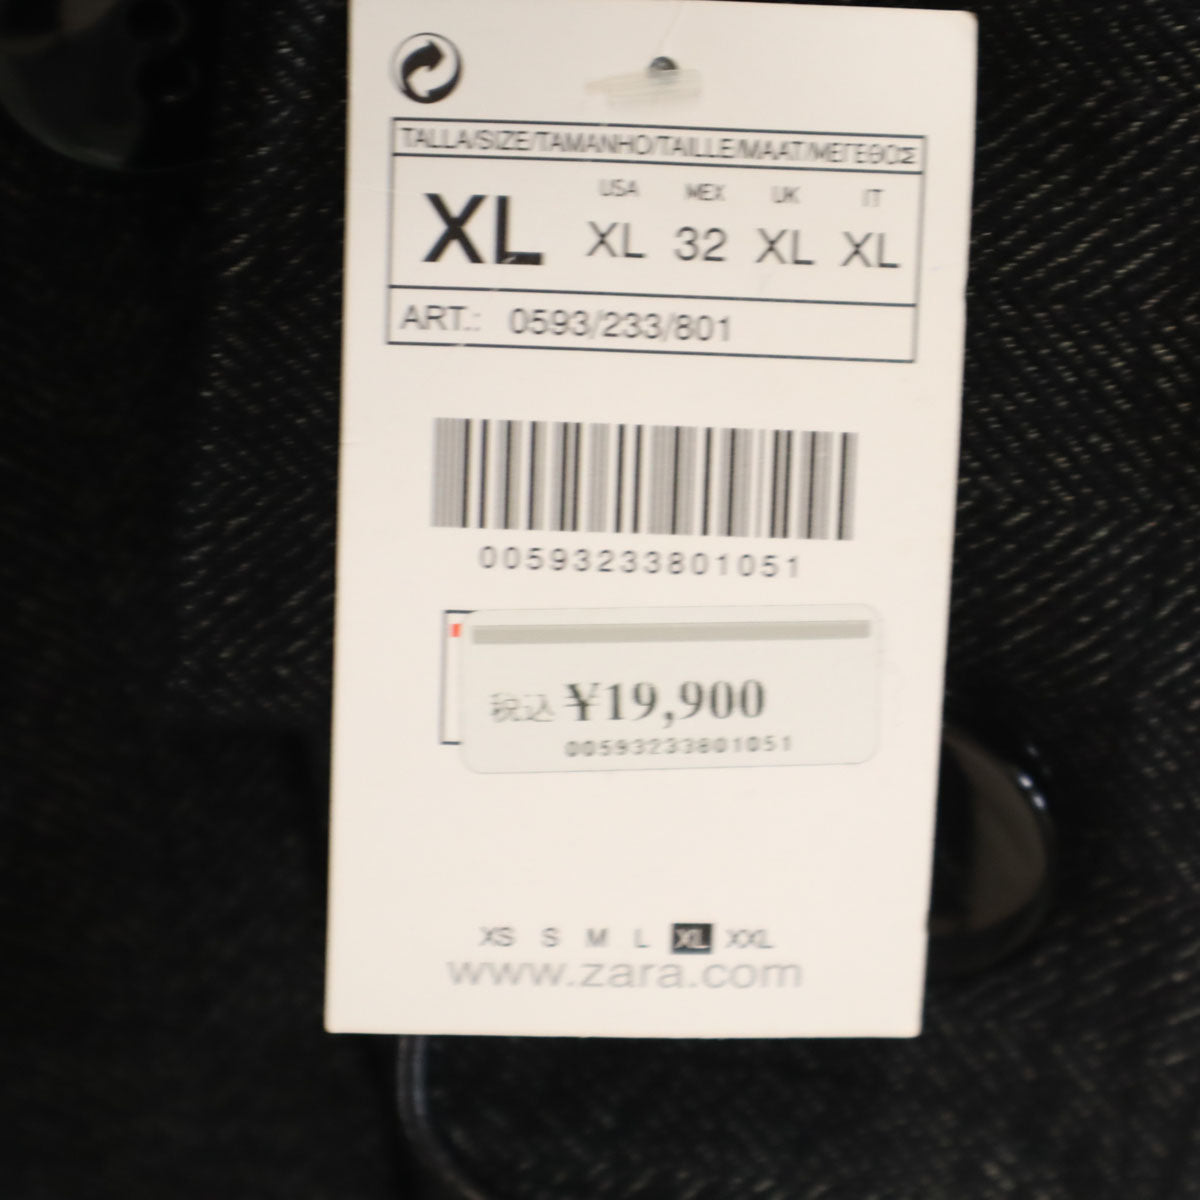 TALLA/SIZE/TAMANHO/TAILLE/MAAT/ΜΕΓΕΘΟΣ
USA MEX UK IT
XL XL 32 XL XL
ART.: 0593/233/801
00593233801051
税込 ¥19,900
00593233801051
XS S M L XL XXL
www.zara.com